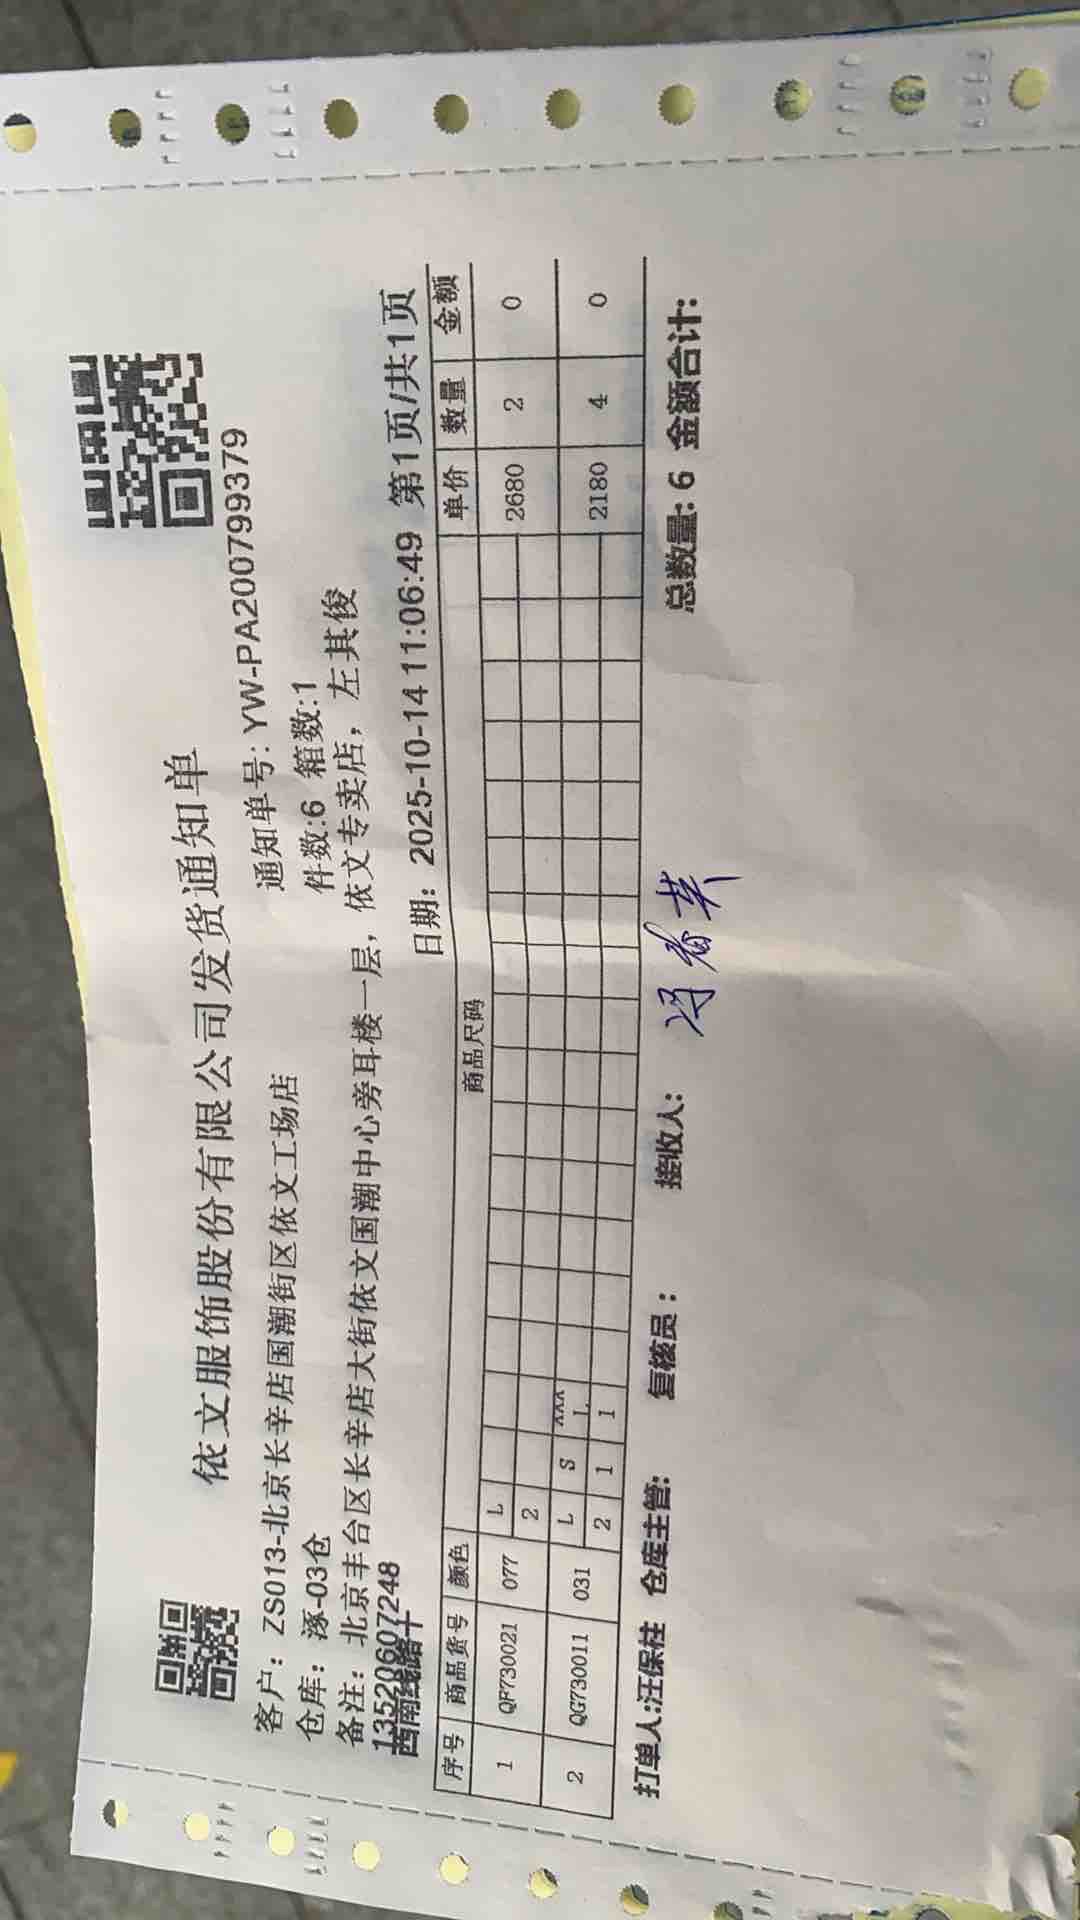 依文服饰股份有限公司发货通知单
客户：ZS013-北京长辛店国潮街区依文工场店 通知单号：YW-PA200799379
仓库：涿-03仓 件数:6 箱数:1
备注：北京丰台区长辛店大街依文国潮中心旁耳楼一层，依文专卖店，左其俊
13520607248
西南线路十
日期：2025-10-14 11:06:49 第1页/共1页
序号 商品货号 颜色 商品尺码 单价 数量 金额
1 QF730021 077 L 2680 2 0
2
2 QG730011 031 L S XXXL 2180 4 0
2 1 1
打单人:汪保柱 仓库主管: 复核员： 接收人: 总数量: 6 金额合计: